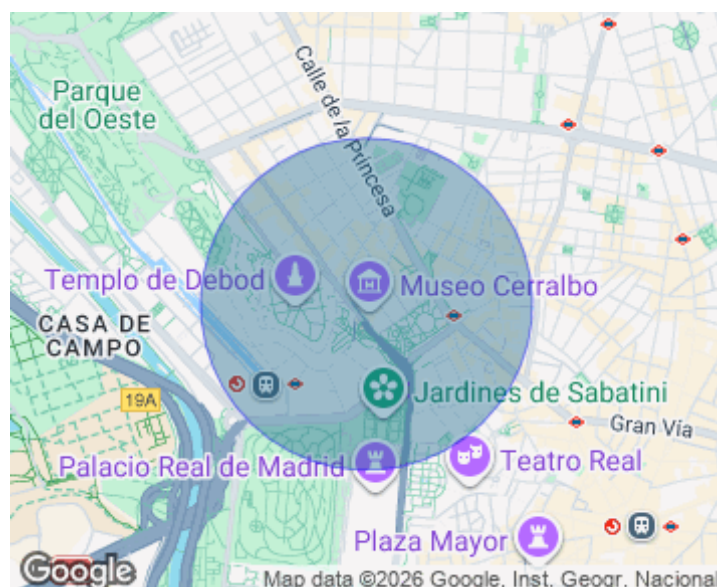 Parque
del Oeste
Calle de la Princesa
Templo de Debod
Museo Cerralbo
CASA DE
CAMPO
19A
Jardines de Sabatini
Gran Vía
Palacio Real de Madrid
Teatro Real
Plaza Mayor
Google
Map data ©2026 Google, Inst. Geogr. Nacional